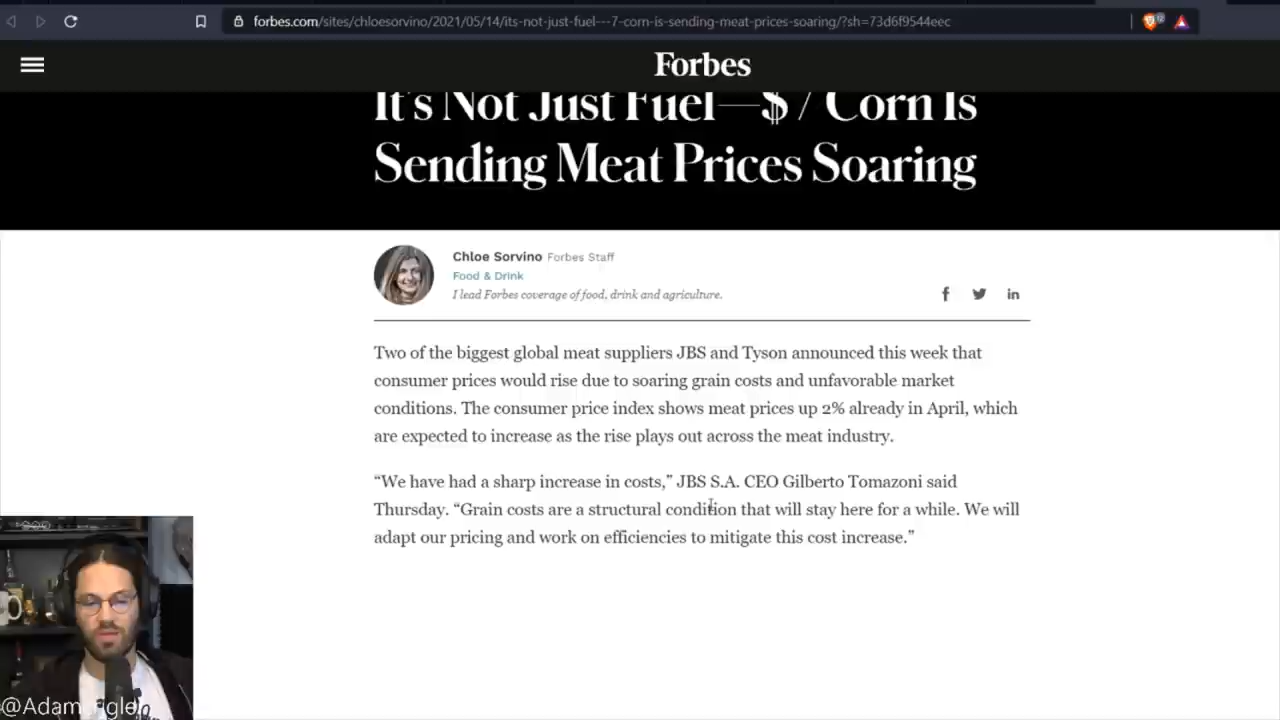 forbes.com/sites/chloesorvino/2021/05/14/its-not-just-fuel---7-corn-is-sending-meat-prices-soaring/?sh=73d6f9544eec
Forbes
It's Not Just Fuel—$7 Corn Is
Sending Meat Prices Soaring
Chloe Sorvino Forbes Staff
Food & Drink
I lead Forbes coverage of food, drink and agriculture.
Two of the biggest global meat suppliers JBS and Tyson announced this week that
consumer prices would rise due to soaring grain costs and unfavorable market
conditions. The consumer price index shows meat prices up 2% already in April, which
are expected to increase as the rise plays out across the meat industry.
“We have had a sharp increase in costs,” JBS S.A. CEO Gilberto Tomazoni said
Thursday. “Grain costs are a structural condition that will stay here for a while. We will
adapt our pricing and work on efficiencies to mitigate this cost increase.”